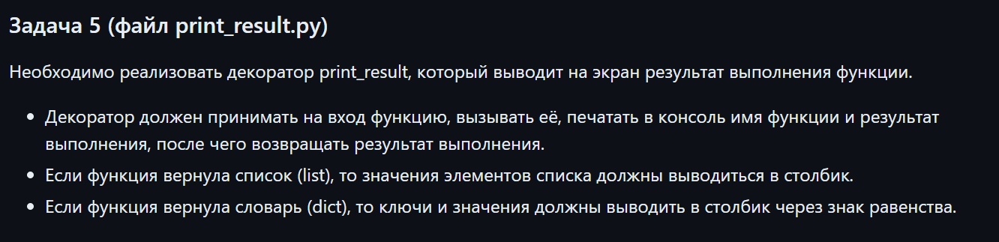 Задача 5 (файл print_result.py)
Необходимо реализовать декоратор print_result, который выводит на экран результат выполнения функции.
• Декоратор должен принимать на вход функцию, вызывать её, печатать в консоль имя функции и результат
выполнения, после чего возвращать результат выполнения.
• Если функция вернула список (list), то значения элементов списка должны выводиться в столбик.
• Если функция вернула словарь (dict), то ключи и значения должны выводить в столбик через знак равенства.